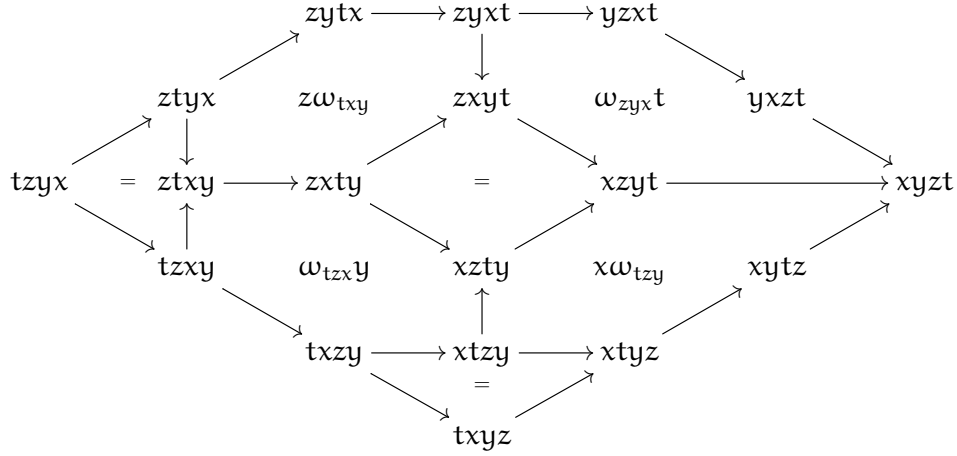 zytx zyxt yzxt
ztyx zω_{txy} zxyt ω_{zyx}t yxzt
tzyx = ztxy zxty = xzyt xyzt
tzxy ω_{tzx}y xzty xω_{tzy} xytz
txzy xtzy xtyz
=
txyz